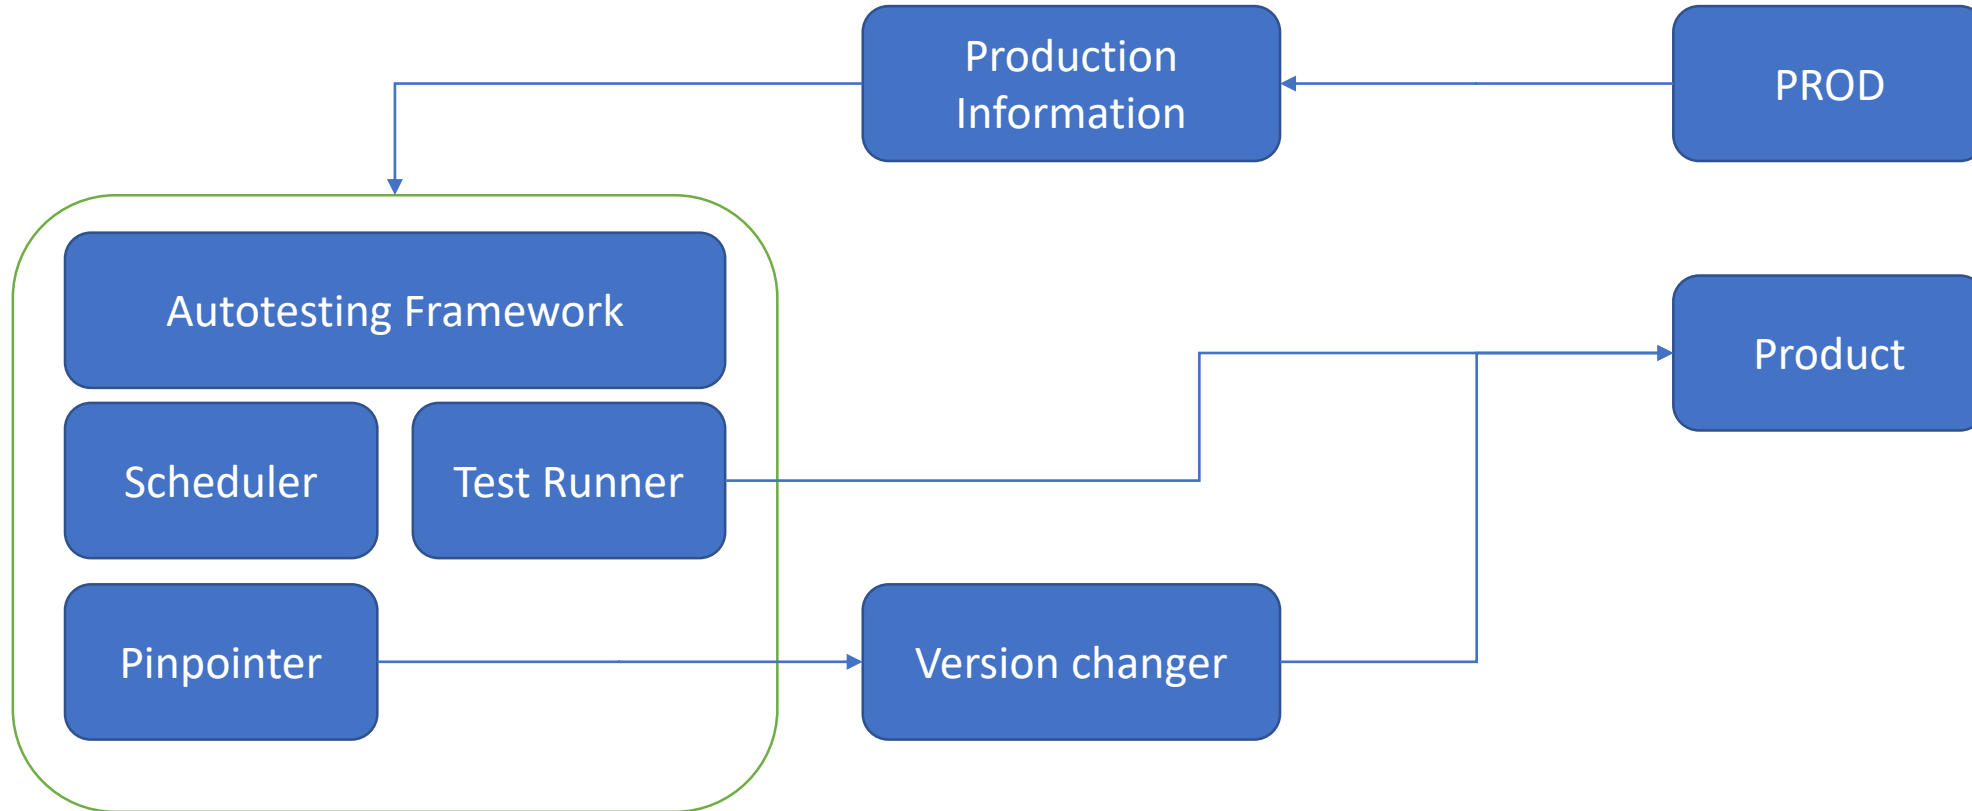 Production
Information
PROD
Autotesting Framework
Product
Scheduler
Test Runner
Pinpointer
Version changer